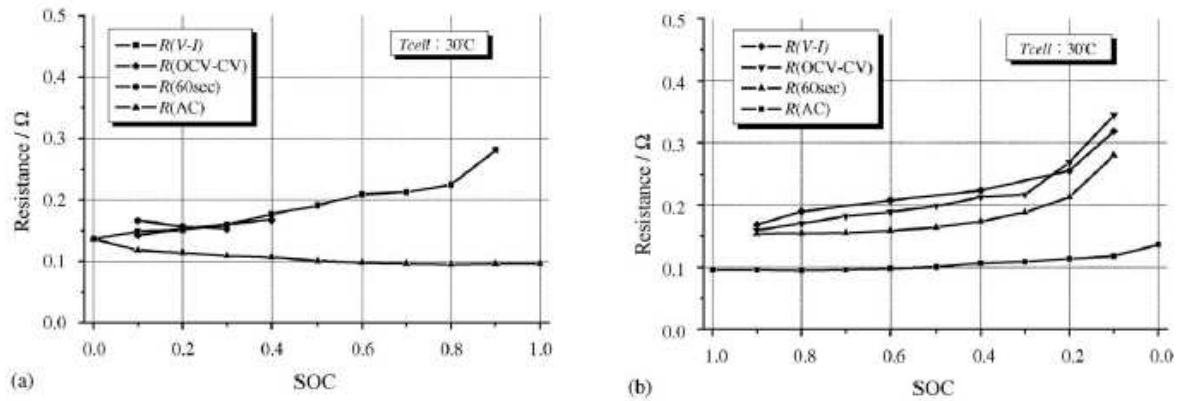 0.5
0.4
0.3
0.2
0.1
0.0
Resistance / Ω
R(V-I)
R(OCV-CV)
R(60sec)
R(AC)
Tcell : 30℃
0.0 0.2 0.4 0.6 0.8 1.0
SOC
(a)
0.5
0.4
0.3
0.2
0.1
0.0
Resistance / Ω
R(V-I)
R(OCV-CV)
R(60sec)
R(AC)
Tcell : 30℃
1.0 0.8 0.6 0.4 0.2 0.0
SOC
(b)